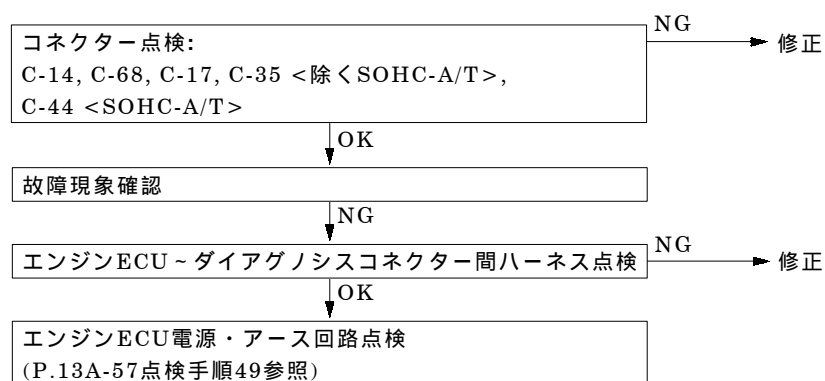 コネクター点検:
C-14, C-68, C-17, C-35 <除くSOHC-A/T>,
C-44 <SOHC-A/T>
NG
修正
OK
故障現象確認
NG
エンジンECU ~ ダイアグノシスコネクター間ハーネス点検
NG
修正
OK
エンジンECU電源・アース回路点検
(P.13A-57点検手順49参照)